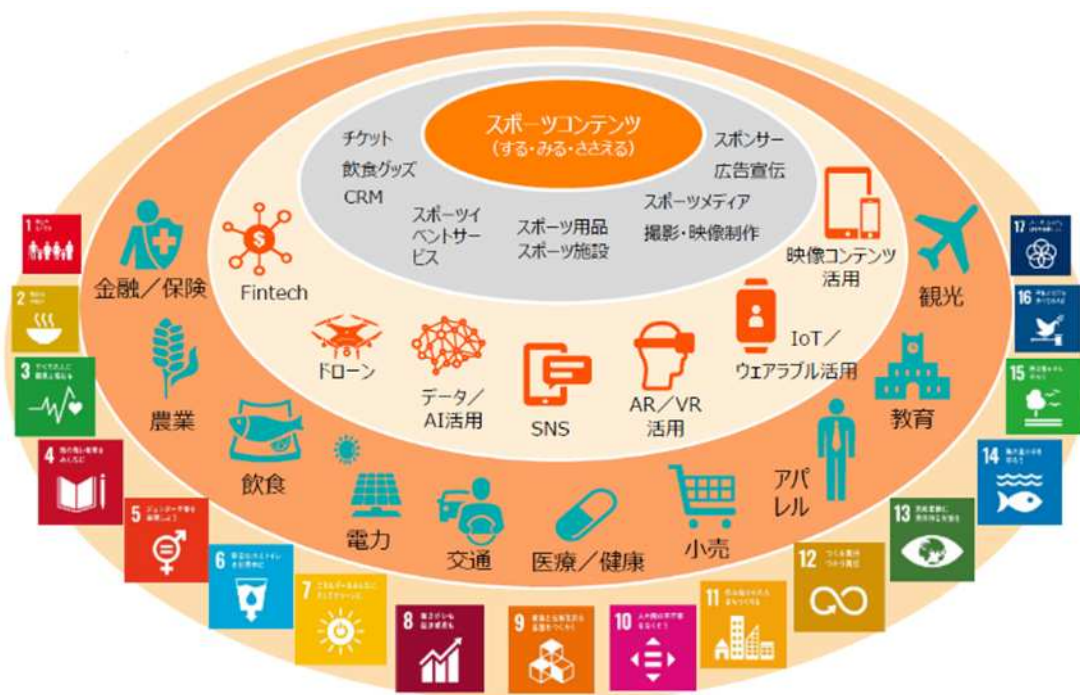 スポーツコンテンツ
(する・みる・ささえる)
チケット
飲食グッズ
CRM
スポーツイ
ベントサー
ビス
スポーツ用品
スポーツ施設
スポーツメディア
撮影・映像制作
スポンサー
広告宣伝
Fintech
ドローン
データ/
AI活用
SNS
AR/VR
活用
IoT/
ウェアラブル活用
映像コンテンツ
活用
金融/保険
農業
飲食
電力
交通
医療/健康
小売
アパ
レル
教育
観光
1
2
3
4
5
6
7
8
9
10
11
12
13
14
15
16
17